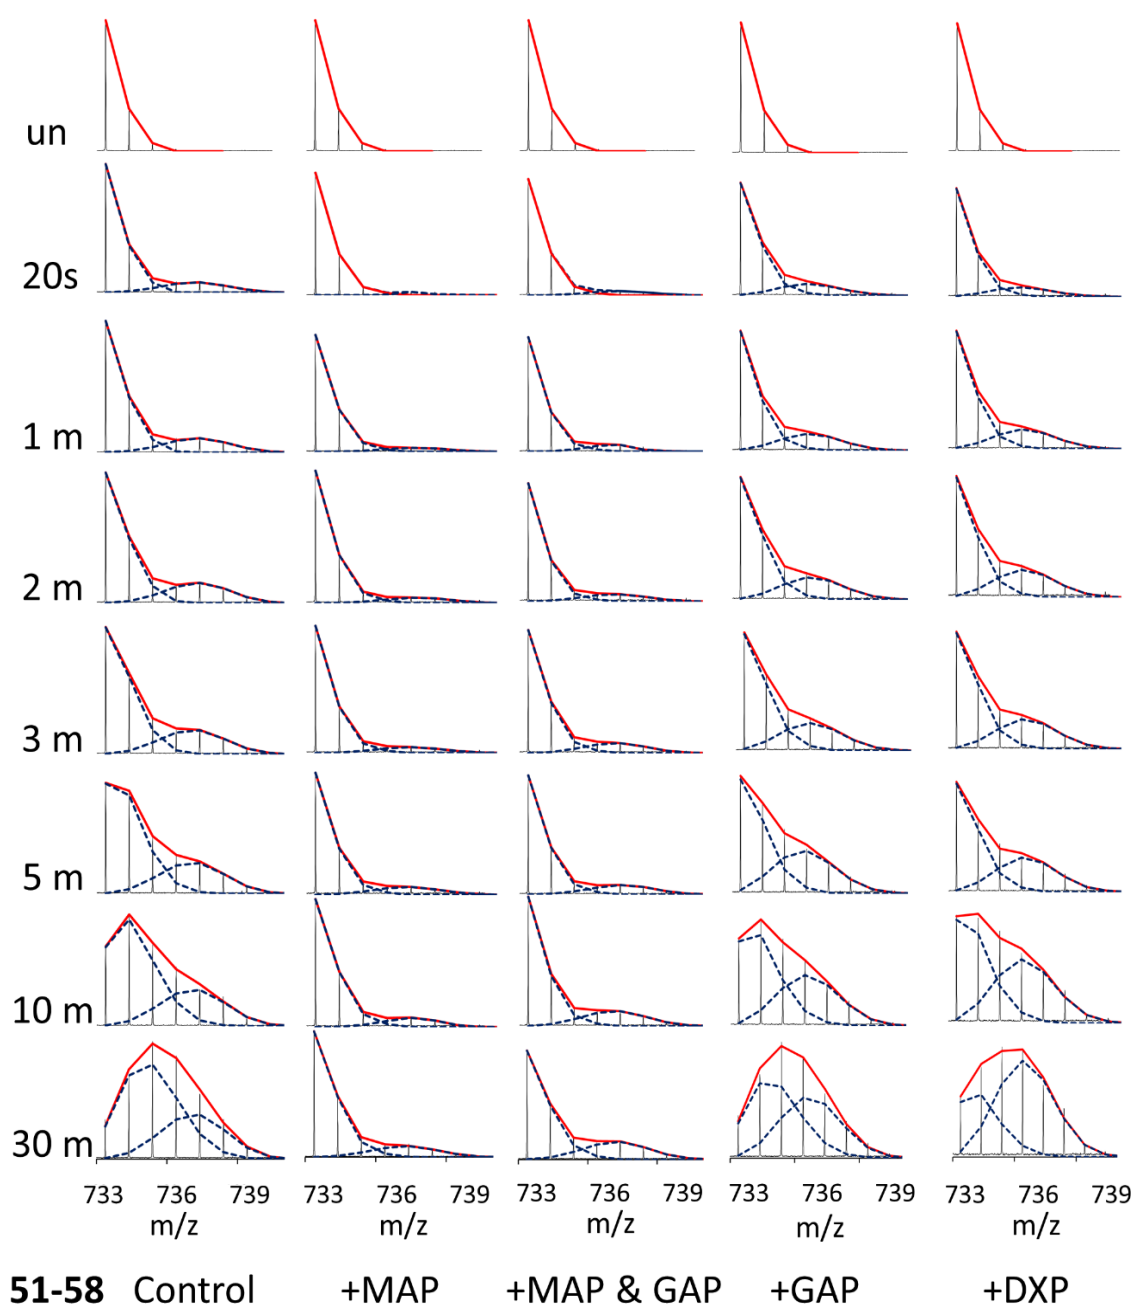 un
20s
1 m
2 m
3 m
5 m
10 m
30 m
733 736 739 733 736 739 733 736 739 733 736 739 733 736 739
m/z m/z m/z m/z m/z
51-58 Control +MAP +MAP & GAP +GAP +DXP